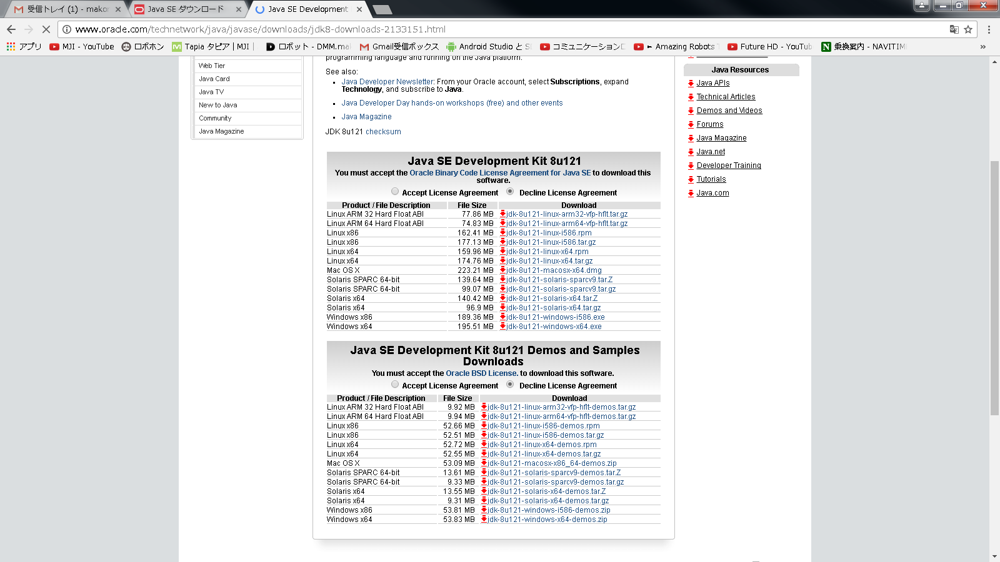 受信トレイ (1) - makor
Java SE ダウンロード
Java SE Development
www.oracle.com/technetwork/java/javase/downloads/jdk8-downloads-2133151.html
アプリ
MJI - YouTube
ロボホン
Tapia タピア | MJI |
ロボット - DMM.ma
Gmail受信ボックス
Android Studio と S
コミュニケーション
Amazing Robots
Future HD - YouTub
乗換案内 - NAVITIM
Web Tier
Java Card
Java TV
New to Java
Community
Java Magazine
programming language and running on the Java platform.
See also:
Java Developer Newsletter: From your Oracle account, select Subscriptions, expand
Technology, and subscribe to Java.
Java Developer Day hands-on workshops (free) and other events
Java Magazine
JDK 8u121 checksum
Java SE Development Kit 8u121
You must accept the Oracle Binary Code License Agreement for Java SE to download this
software.
Accept License Agreement Decline License Agreement
Product / File Description File Size Download
Linux ARM 32 Hard Float ABI 77.86 MB jdk-8u121-linux-arm32-vfp-hflt.tar.gz
Linux ARM 64 Hard Float ABI 74.83 MB jdk-8u121-linux-arm64-vfp-hflt.tar.gz
Linux x86 162.41 MB jdk-8u121-linux-i586.rpm
Linux x86 177.13 MB jdk-8u121-linux-i586.tar.gz
Linux x64 159.96 MB jdk-8u121-linux-x64.rpm
Linux x64 174.76 MB jdk-8u121-linux-x64.tar.gz
Mac OS X 223.21 MB jdk-8u121-macosx-x64.dmg
Solaris SPARC 64-bit 139.64 MB jdk-8u121-solaris-sparcv9.tar.Z
Solaris SPARC 64-bit 99.07 MB jdk-8u121-solaris-sparcv9.tar.gz
Solaris x64 140.42 MB jdk-8u121-solaris-x64.tar.Z
Solaris x64 96.9 MB jdk-8u121-solaris-x64.tar.gz
Windows x86 189.36 MB jdk-8u121-windows-i586.exe
Windows x64 195.51 MB jdk-8u121-windows-x64.exe
Java SE Development Kit 8u121 Demos and Samples
Downloads
You must accept the Oracle BSD License. to download this software.
Accept License Agreement Decline License Agreement
Product / File Description File Size Download
Linux ARM 32 Hard Float ABI 9.92 MB jdk-8u121-linux-arm32-vfp-hflt-demos.tar.gz
Linux ARM 64 Hard Float ABI 9.94 MB jdk-8u121-linux-arm64-vfp-hflt-demos.tar.gz
Linux x86 52.66 MB jdk-8u121-linux-i586-demos.rpm
Linux x86 52.51 MB jdk-8u121-linux-i586-demos.tar.gz
Linux x64 52.72 MB jdk-8u121-linux-x64-demos.rpm
Linux x64 52.55 MB jdk-8u121-linux-x64-demos.tar.gz
Mac OS X 53.09 MB jdk-8u121-macosx-x86_64-demos.zip
Solaris SPARC 64-bit 13.61 MB jdk-8u121-solaris-sparcv9-demos.tar.Z
Solaris SPARC 64-bit 9.33 MB jdk-8u121-solaris-sparcv9-demos.tar.gz
Solaris x64 13.55 MB jdk-8u121-solaris-x64-demos.tar.Z
Solaris x64 9.31 MB jdk-8u121-solaris-x64-demos.tar.gz
Windows x86 53.81 MB jdk-8u121-windows-i586-demos.zip
Windows x64 53.83 MB jdk-8u121-windows-x64-demos.zip
Java Resources
Java APIs
Technical Articles
Demos and Videos
Forums
Java Magazine
Java.net
Developer Training
Tutorials
Java.com